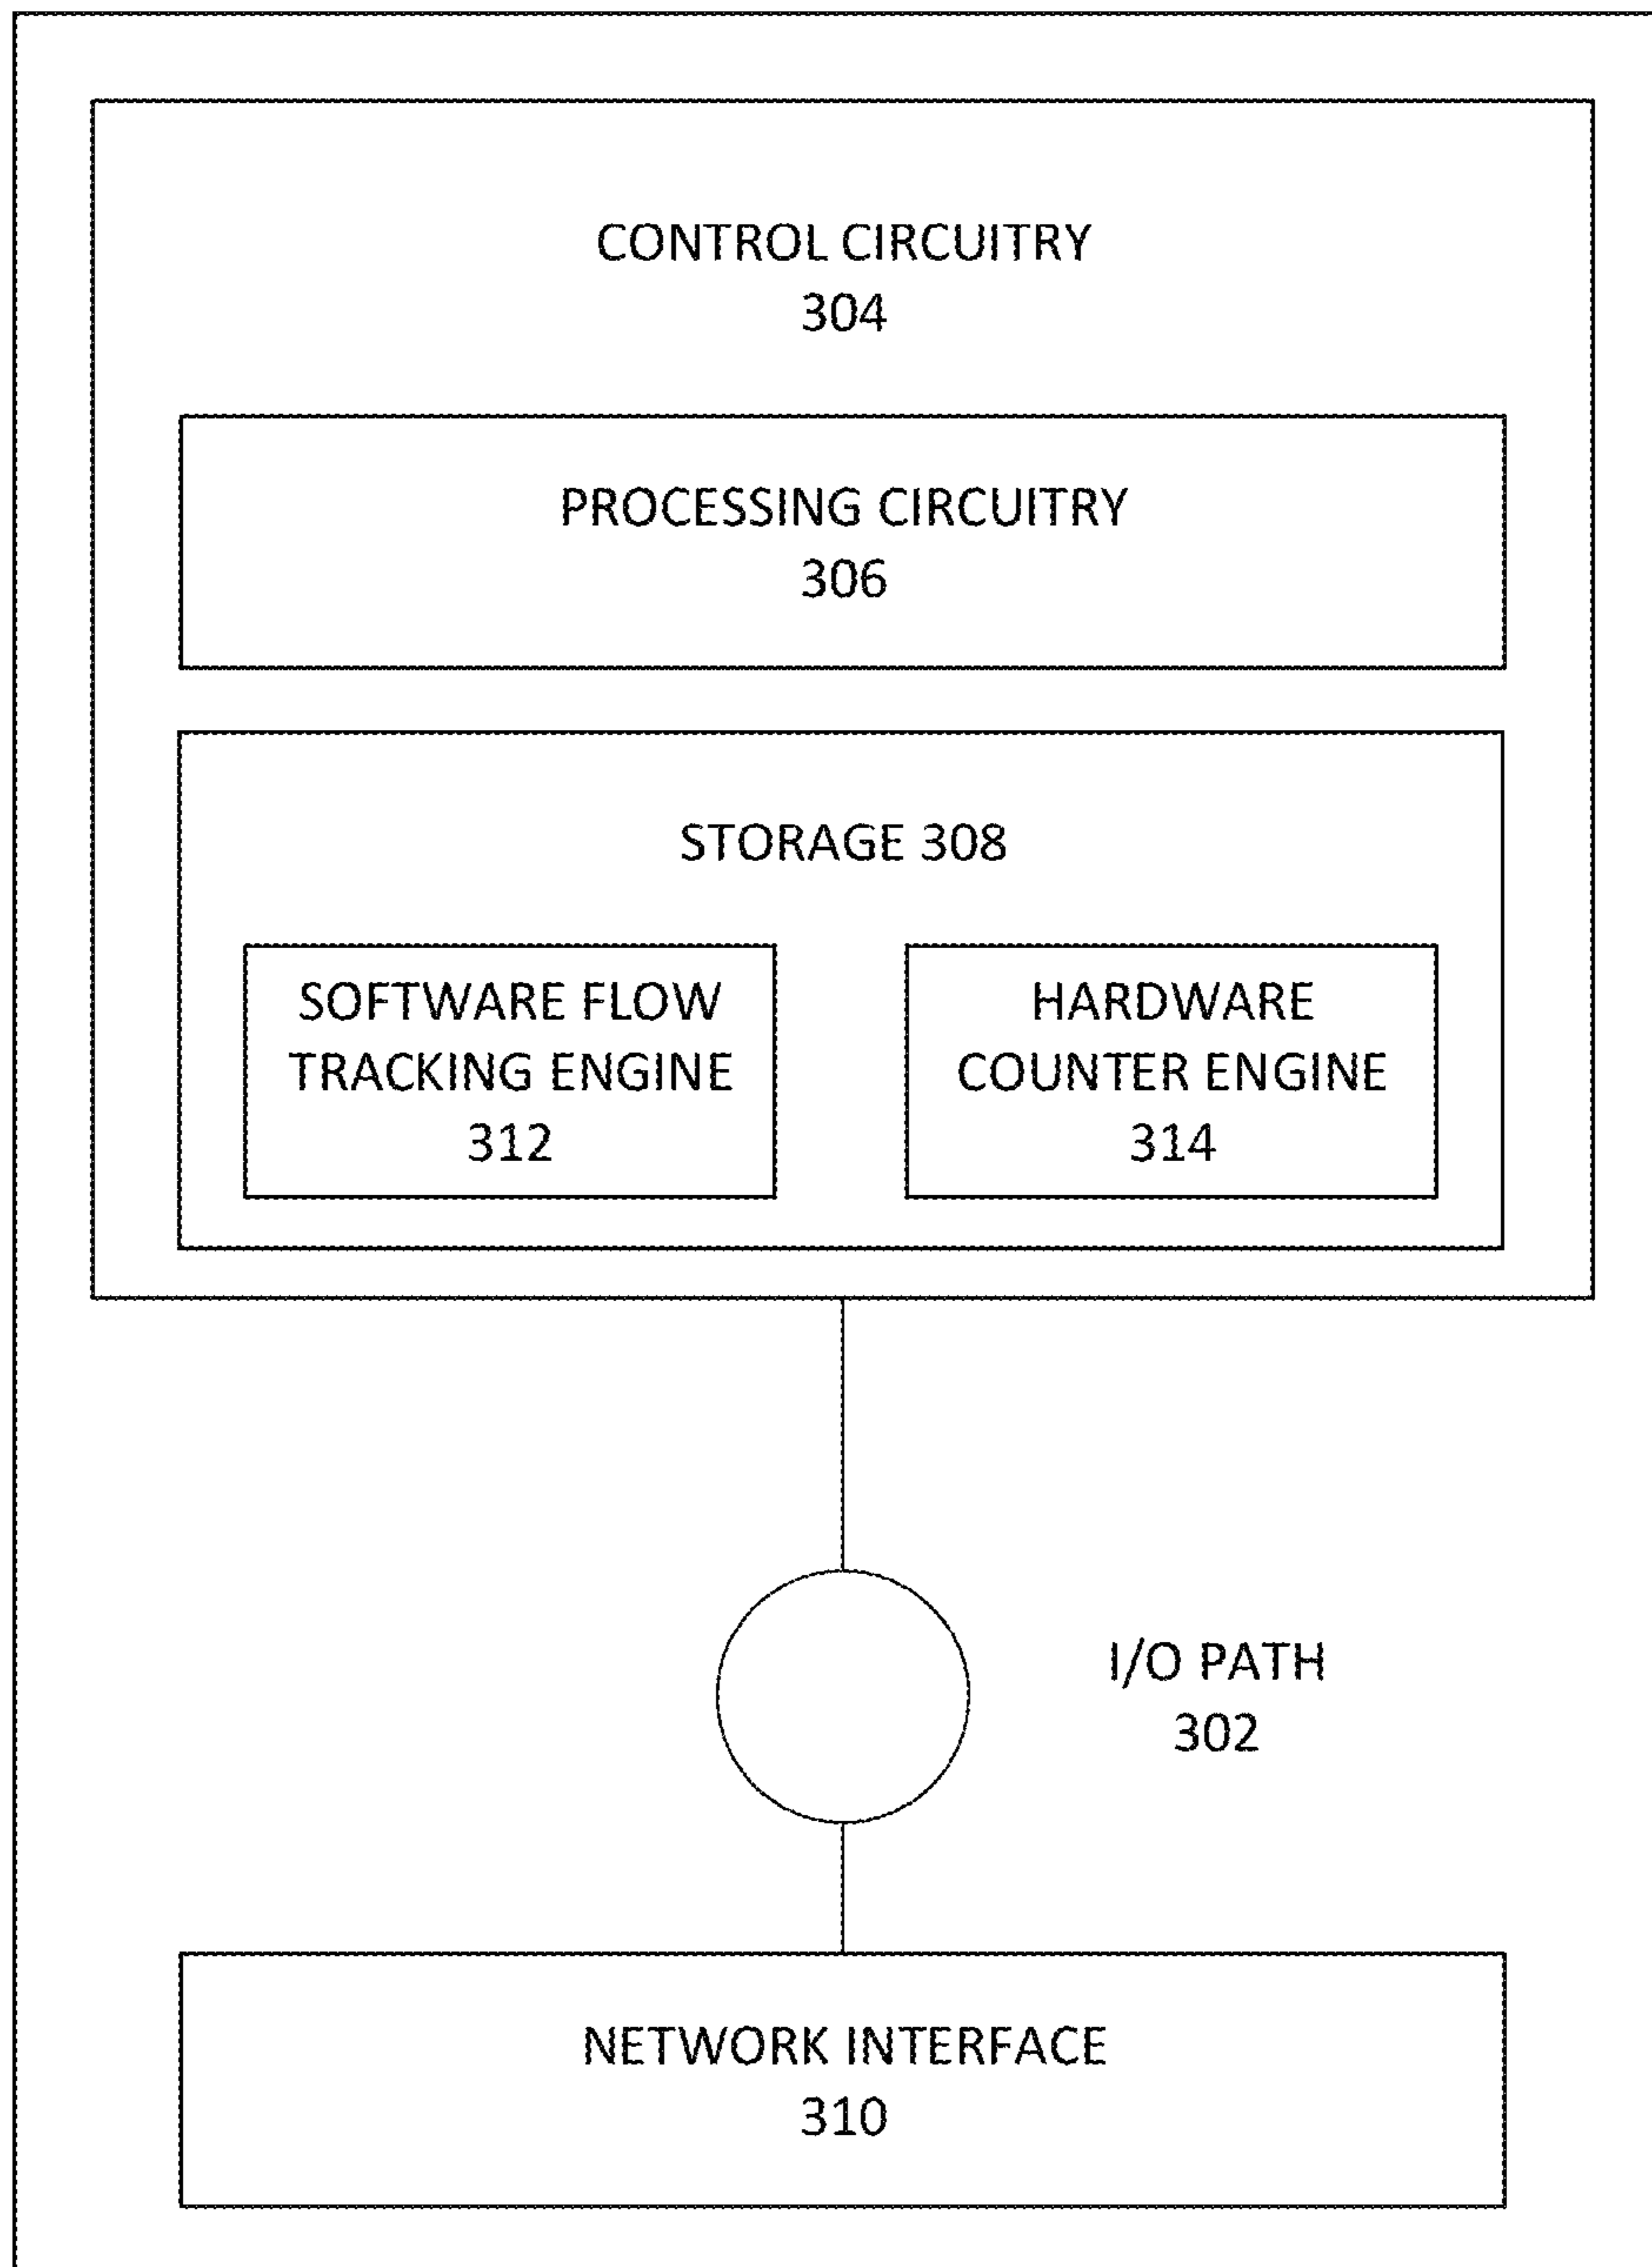 CONTROL CIRCUITRY
304
PROCESSING CIRCUITRY
306
STORAGE 308
SOFTWARE FLOW
TRACKING ENGINE
312
HARDWARE
COUNTER ENGINE
314
I/O PATH
302
NETWORK INTERFACE
310